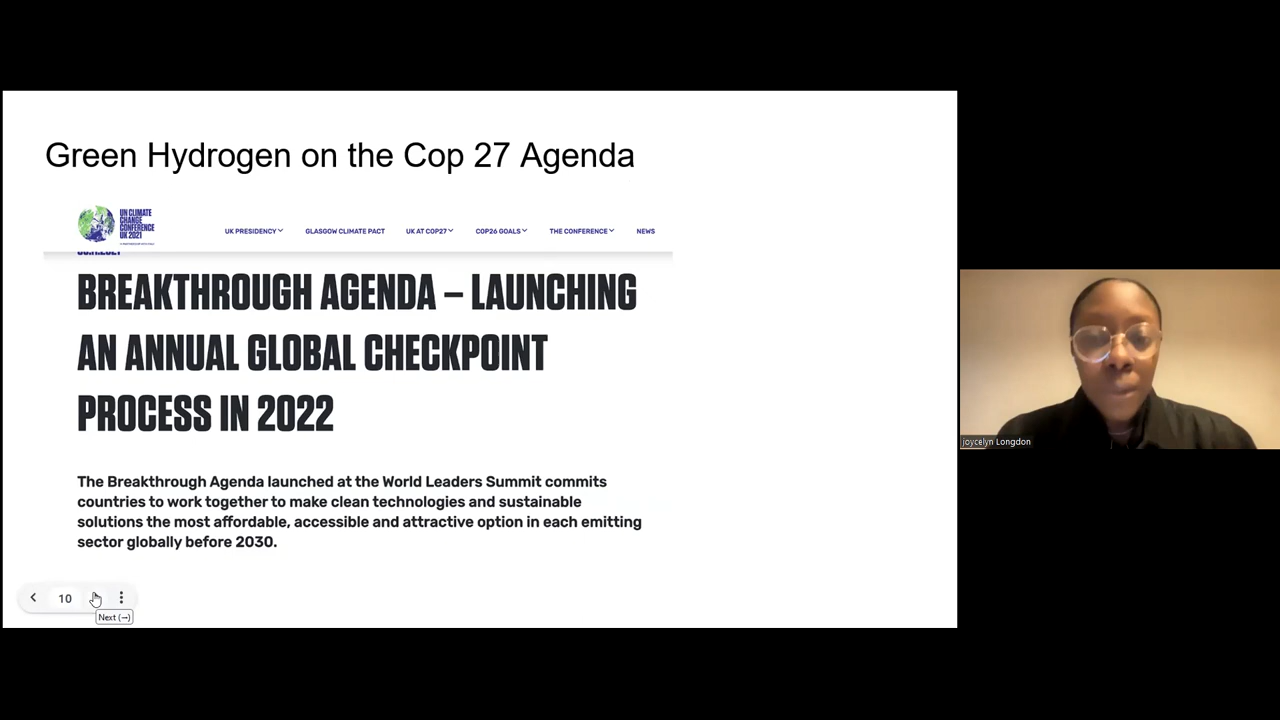 Green Hydrogen on the Cop 27 Agenda
UN CLIMATE
CHANGE
CONFERENCE
UK 2021
UK PRESIDENCY
GLASGOW CLIMATE PACT
UK AT COP27
COP26 GOALS
THE CONFERENCE
NEWS
BREAKTHROUGH AGENDA – LAUNCHING
AN ANNUAL GLOBAL CHECKPOINT
PROCESS IN 2022
The Breakthrough Agenda launched at the World Leaders Summit commits
countries to work together to make clean technologies and sustainable
solutions the most affordable, accessible and attractive option in each emitting
sector globally before 2030.
10
Next (→)
joycelyn Longdon